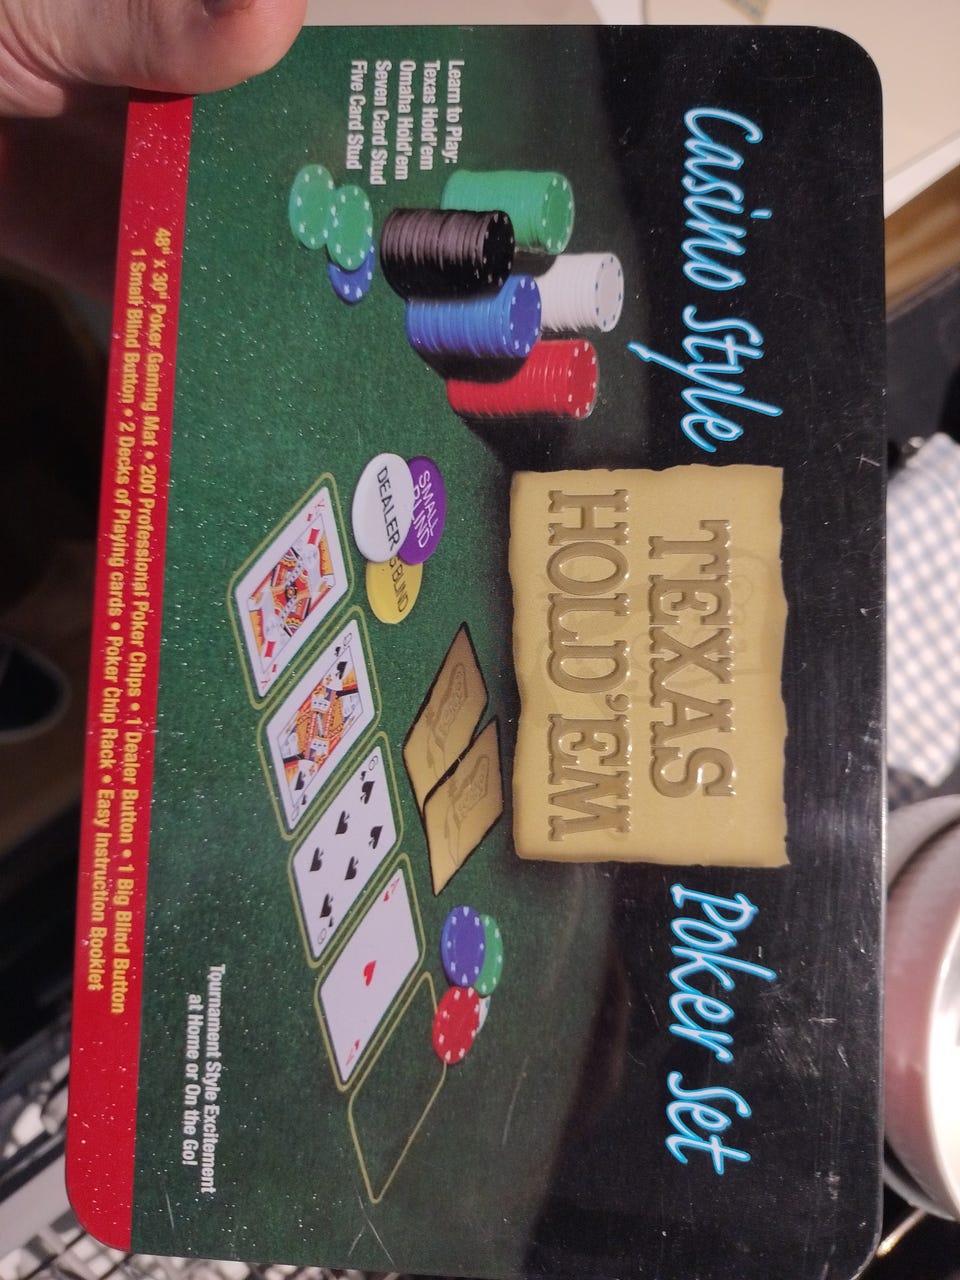 Casino Style
TEXAS
HOLD'EM
Poker Set
Learn to Play:
Texas Hold'em
Omaha Hold'em
Seven Card Stud
Five Card Stud
SMALL
BLIND
DEALER
BLIND
Tournament Style Excitement
at Home or On the Go!
48" x 30" Poker Gaming Mat • 200 Professional Poker Chips • 1 Dealer Button • 1 Big Blind Button
1 Small Blind Button • 2 Decks of Playing cards • Poker Chip Rack • Easy Instruction Booklet